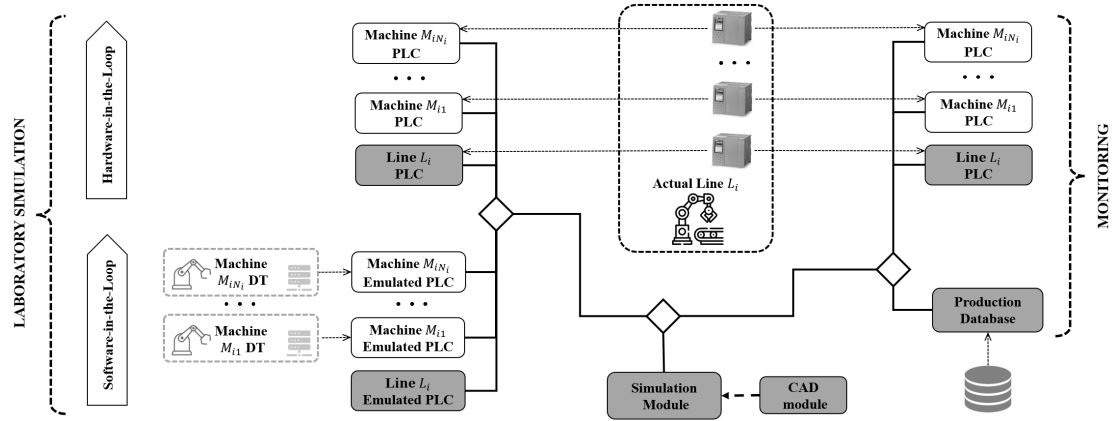 LABORATORY SIMULATION
Hardware-in-the-Loop
Software-in-the-Loop
Machine $M_{iN_i}$
PLC
• • •
Machine $M_{i1}$
PLC
Line $L_i$
PLC
Machine
$M_{iN_i}$ DT
• • •
Machine
$M_{i1}$ DT
Machine $M_{iN_i}$
Emulated PLC
• • •
Machine $M_{i1}$
Emulated PLC
Line $L_i$
Emulated PLC
• • •
Actual Line $L_i$
Simulation
Module
CAD
module
Machine $M_{iN_i}$
PLC
• • •
Machine $M_{i1}$
PLC
Line $L_i$
PLC
Production
Database
MONITORING